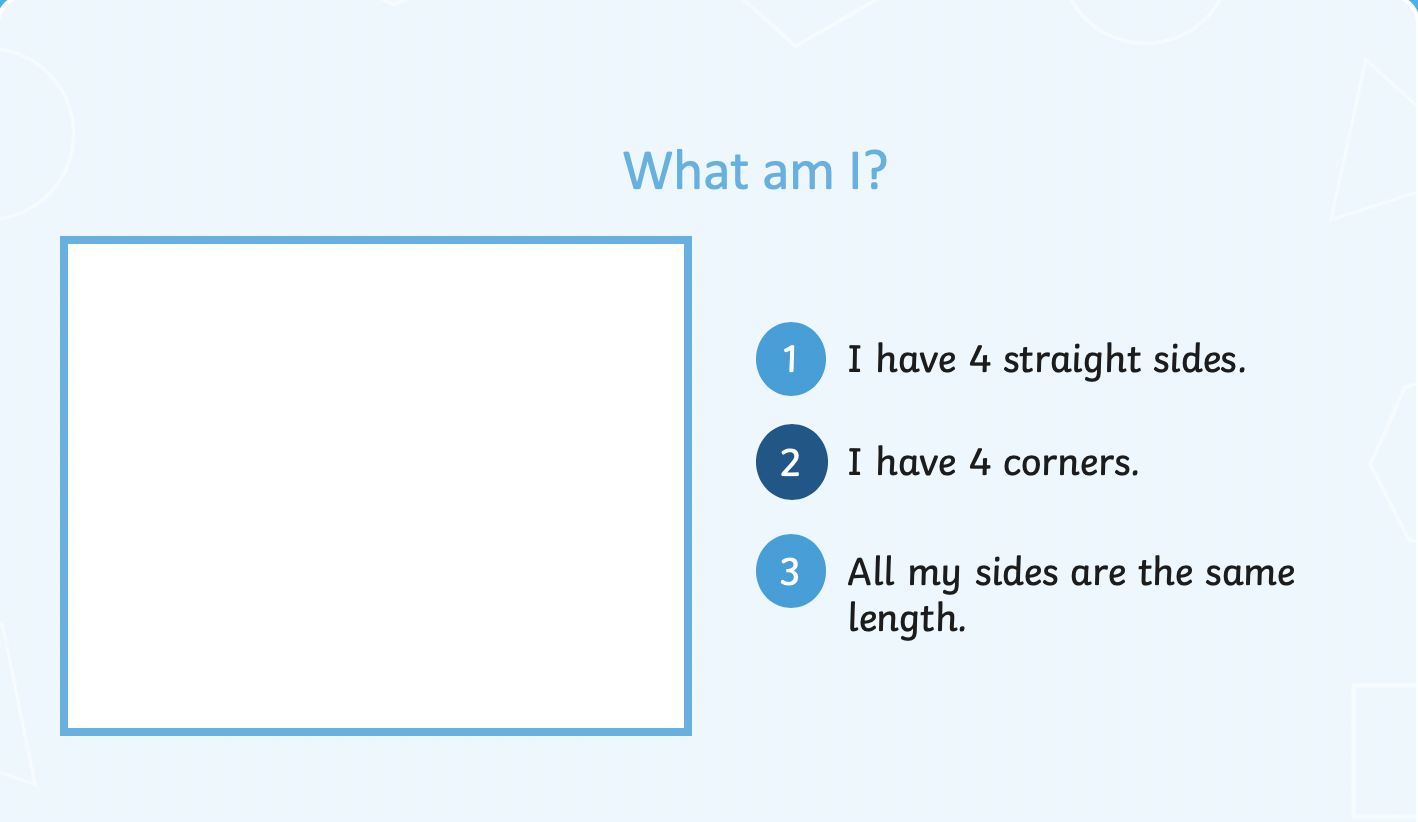 What am I?
1 I have 4 straight sides.
2 I have 4 corners.
3 All my sides are the same
length.